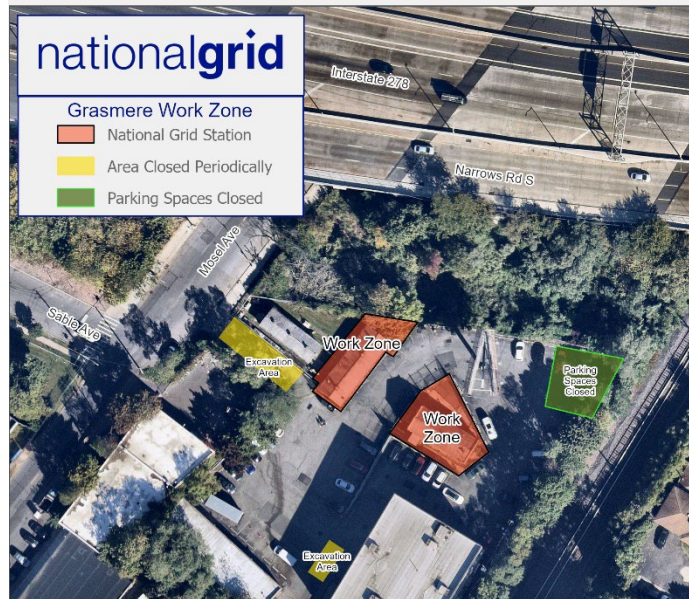 nationalgrid
Grasmere Work Zone
National Grid Station
Area Closed Periodically
Parking Spaces Closed
Interstate 278
Narrows Rd S
Mosel Ave
Sable Ave
Work Zone
Excavation
Area
Parking
Spaces
Closed
Work
Zone
Excavation
Area